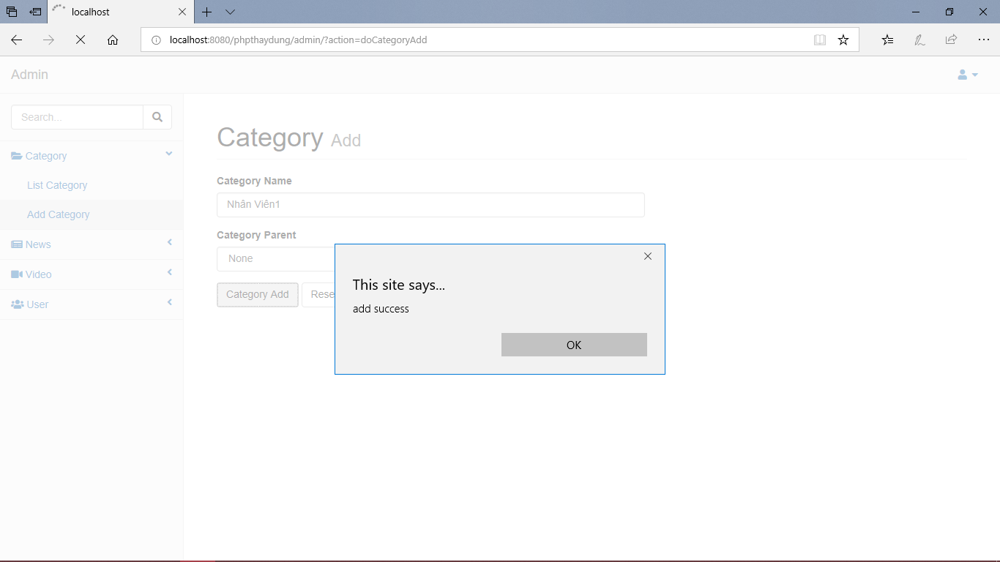 localhost
localhost:8080/phpthaydung/admin/?action=doCategoryAdd
Admin
Search...
Category
List Category
Add Category
News
Video
User
Category Add
Category Name
Nhân Viên1
Category Parent
None
Category Add
Rese
This site says...
add success
OK